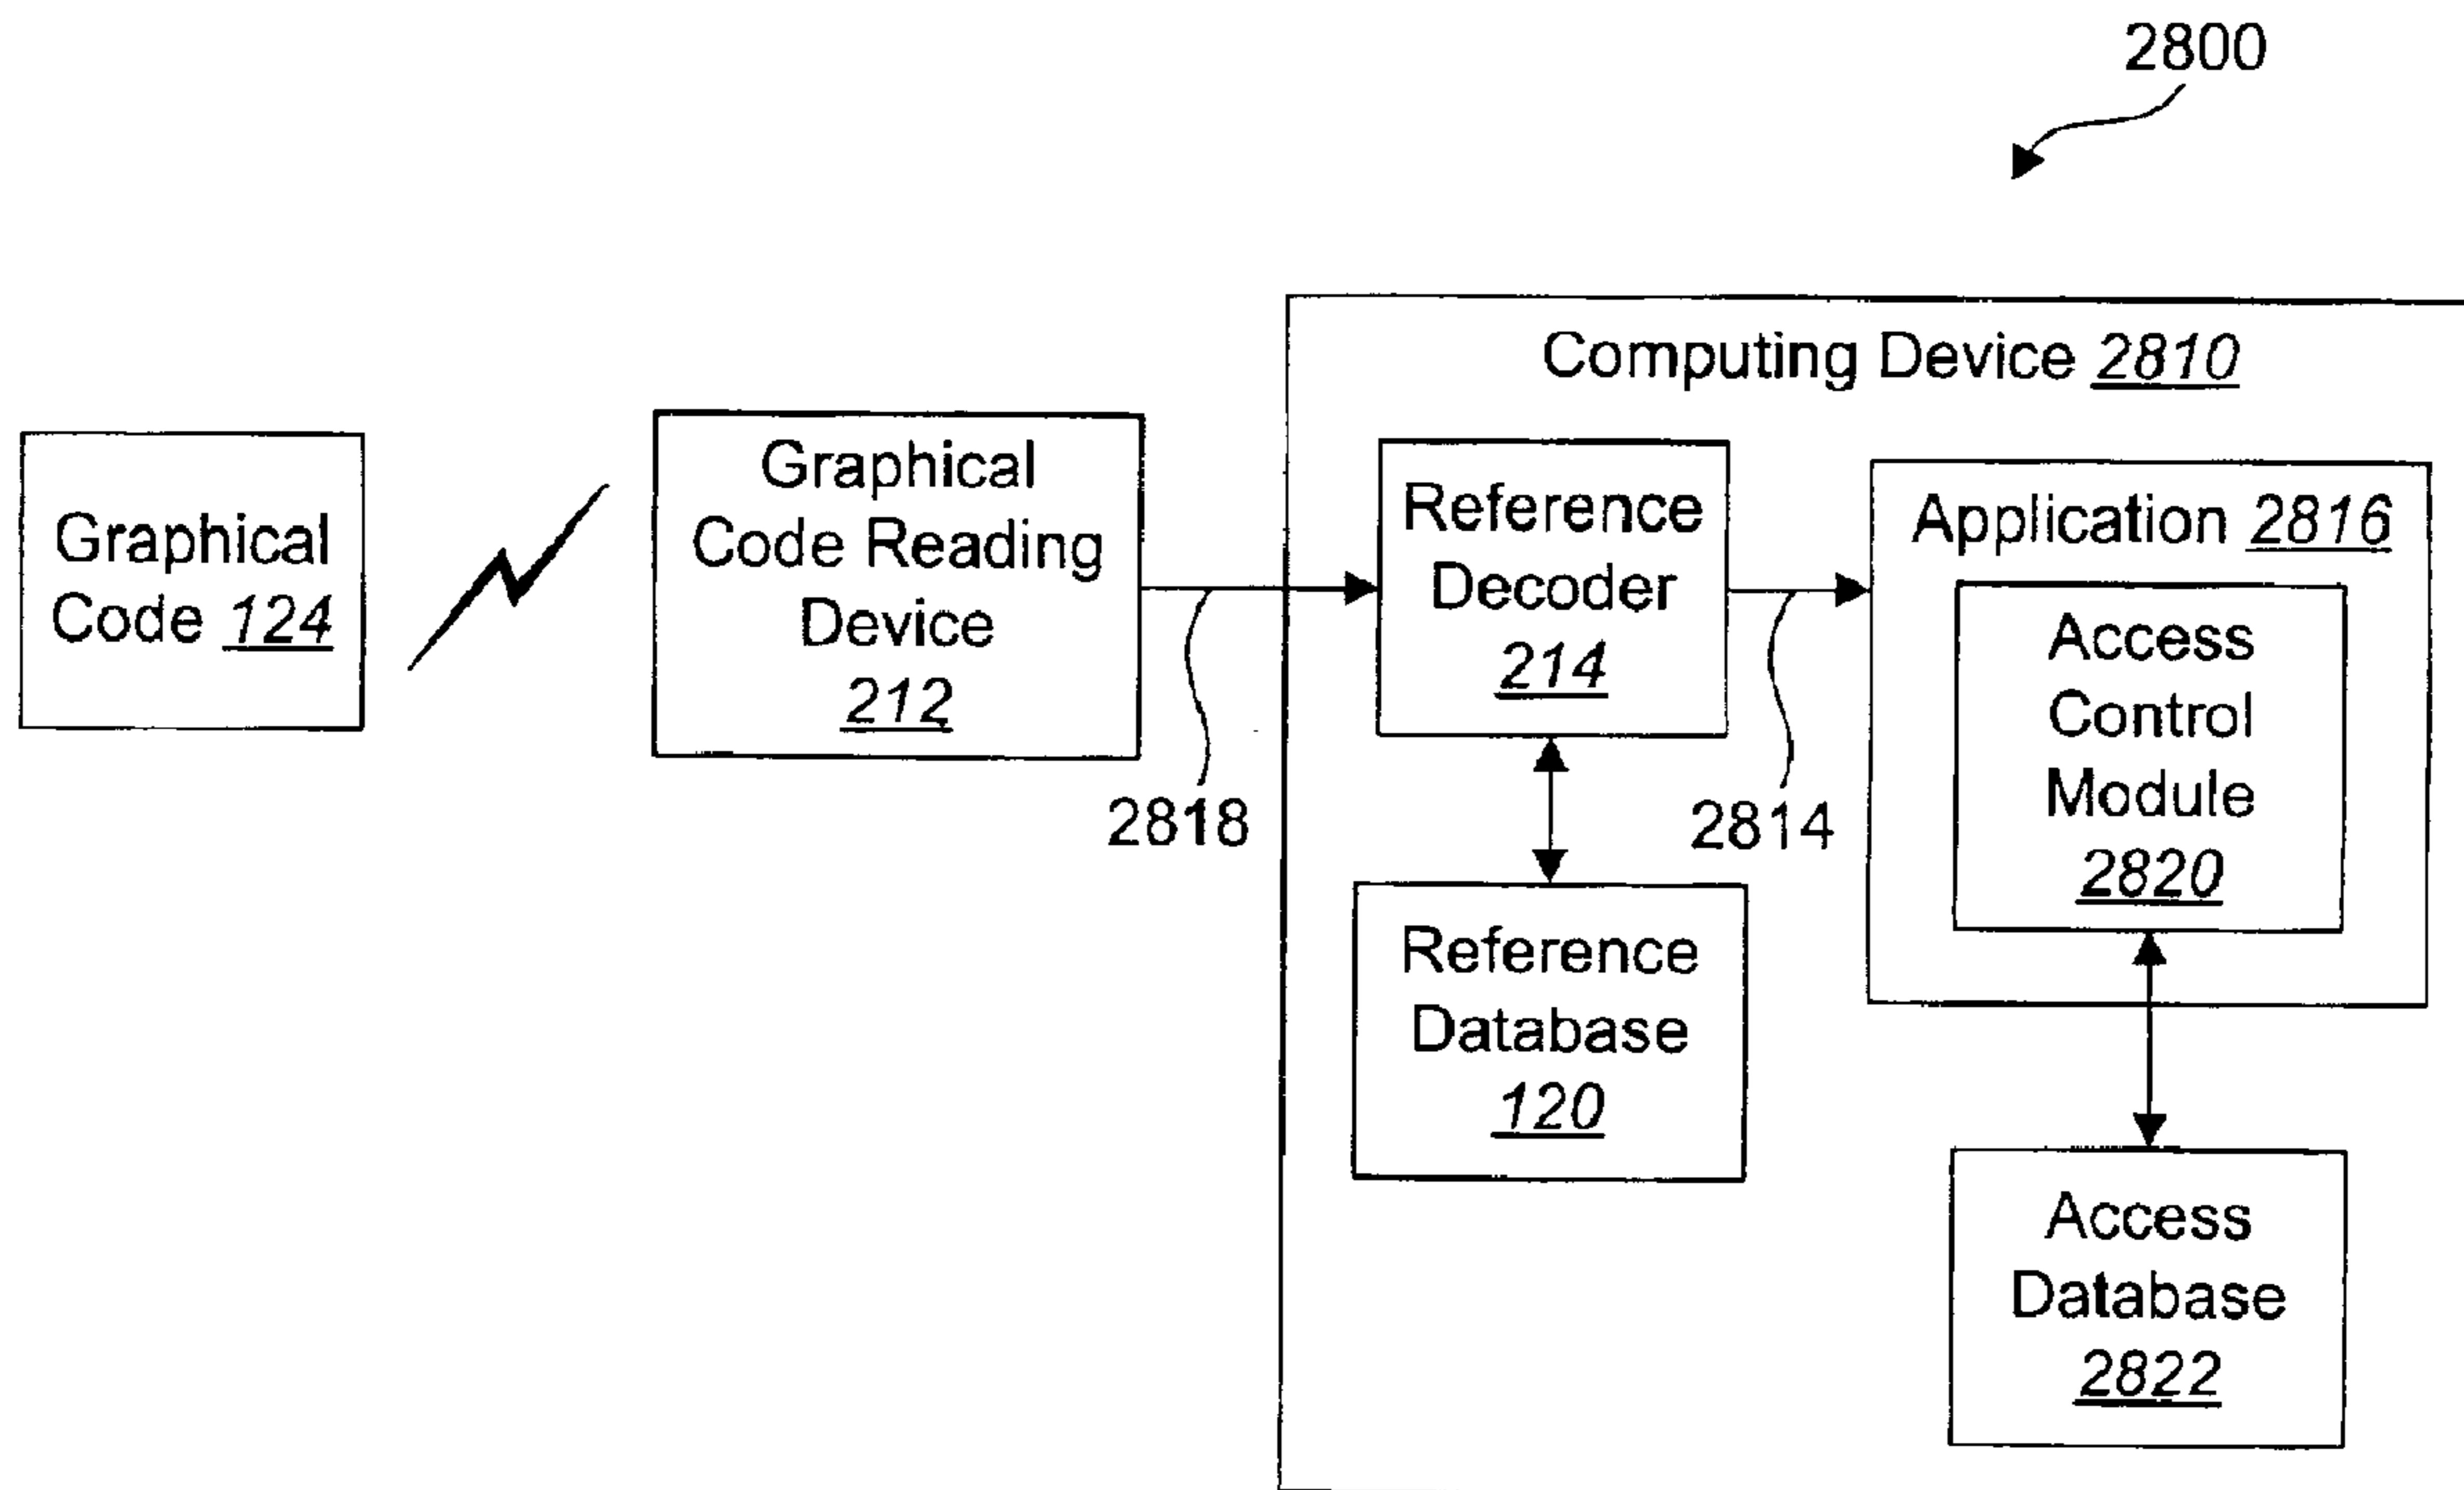 2800
Computing Device 2810
Graphical
Code 124
Graphical
Code Reading
Device
212
2818
Reference
Decoder
214
2814
Reference
Database
120
Application 2816
Access
Control
Module
2820
Access
Database
2822